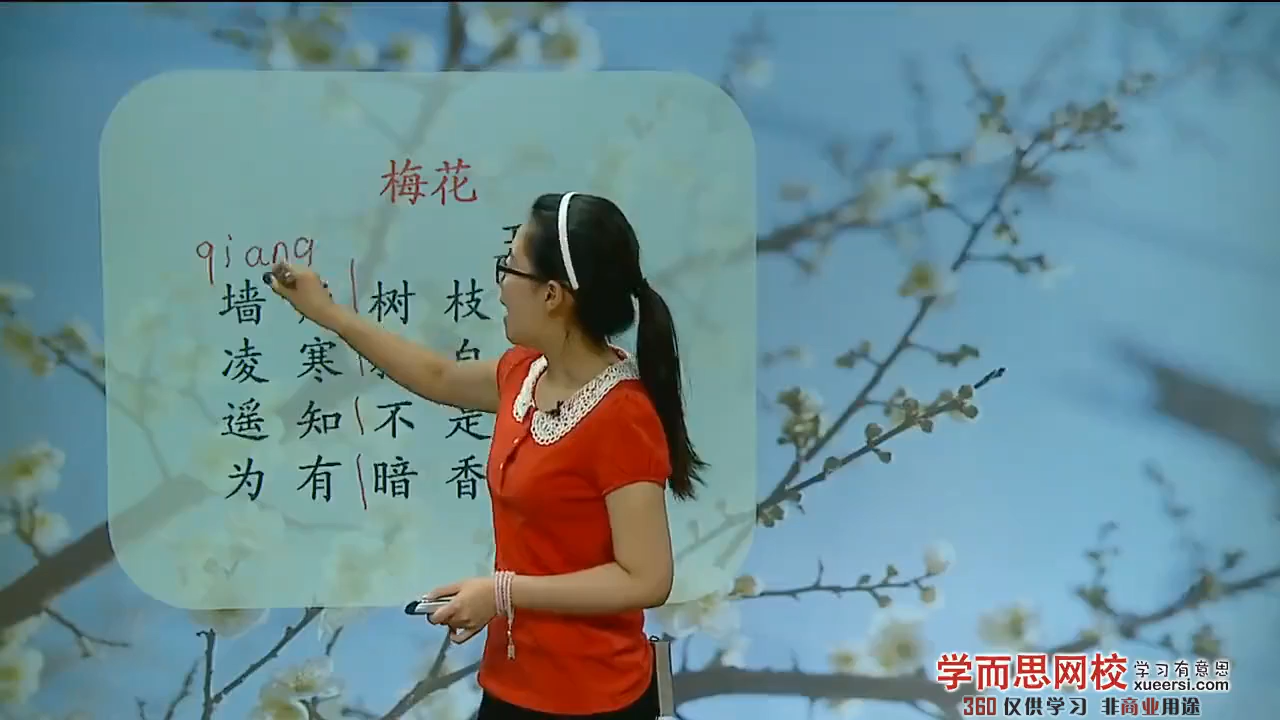 梅花
qiang
墙 树枝
凌寒
遥知不是
为有暗香
学而思网校 学习有意思
xueersi.com
360 仅供学习 非商业用途